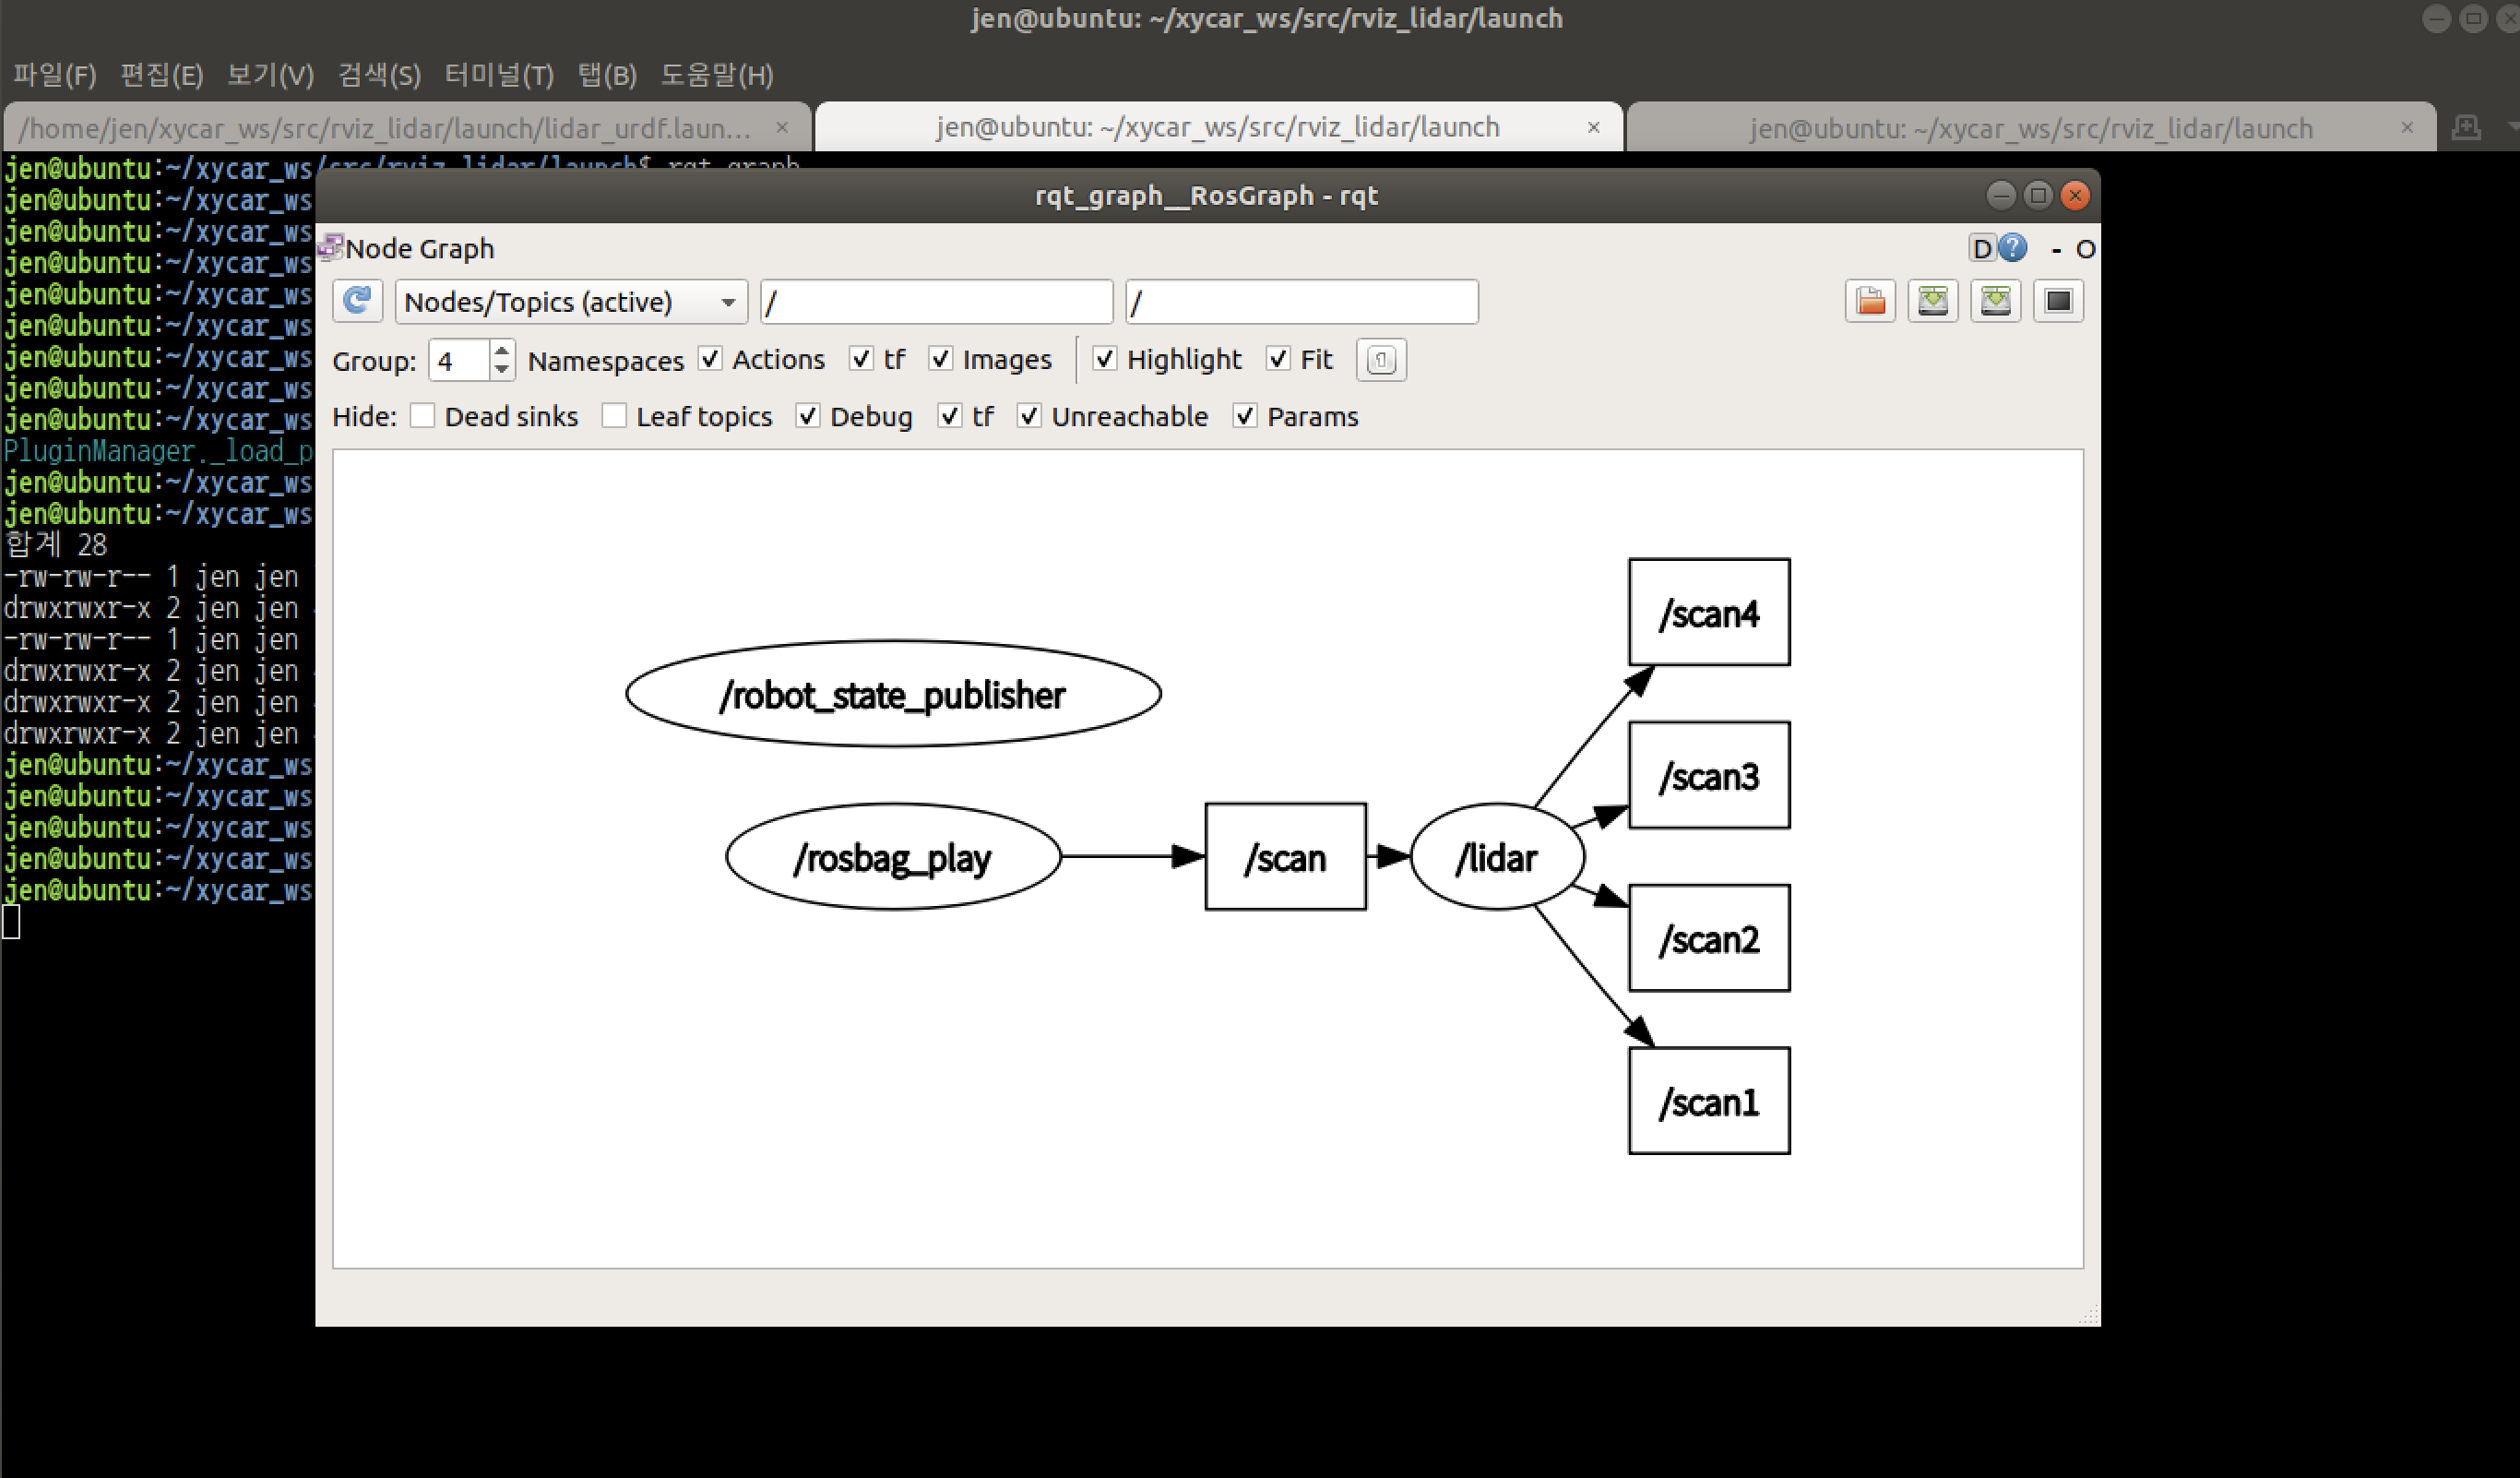 jen@ubuntu: ~/xycar_ws/src/rviz_lidar/launch
파일(F) 편집(E) 보기(V) 검색(S) 터미널(T) 탭(B) 도움말(H)
/home/jen/xycar_ws/src/rviz_lidar/launch/lidar_urdf.laun... × jen@ubuntu: ~/xycar_ws/src/rviz_lidar/launch × jen@ubuntu: ~/xycar_ws/src/rviz_lidar/launch ×
jen@ubuntu:~/xycar_ws/src/rviz_lidar/launch$ rqt_graph
jen@ubuntu:~/xycar_ws
jen@ubuntu:~/xycar_ws
jen@ubuntu:~/xycar_ws
jen@ubuntu:~/xycar_ws
jen@ubuntu:~/xycar_ws
jen@ubuntu:~/xycar_ws
jen@ubuntu:~/xycar_ws
jen@ubuntu:~/xycar_ws
PluginManager._load_p
jen@ubuntu:~/xycar_ws
jen@ubuntu:~/xycar_ws
합계 28
-rw-rw-r-- 1 jen jen
drwxrwxr-x 2 jen jen
-rw-rw-r-- 1 jen jen
drwxrwxr-x 2 jen jen
drwxrwxr-x 2 jen jen
drwxrwxr-x 2 jen jen
jen@ubuntu:~/xycar_ws
jen@ubuntu:~/xycar_ws
jen@ubuntu:~/xycar_ws
jen@ubuntu:~/xycar_ws
jen@ubuntu:~/xycar_ws
rqt_graph__RosGraph - rqt
Node Graph D ? - O
Nodes/Topics (active) / /
Group: 4 Namespaces Actions tf Images Highlight Fit 1
Hide: Dead sinks Leaf topics Debug tf Unreachable Params
/scan4
/robot_state_publisher
/scan3
/rosbag_play /scan /lidar
/scan2
/scan1